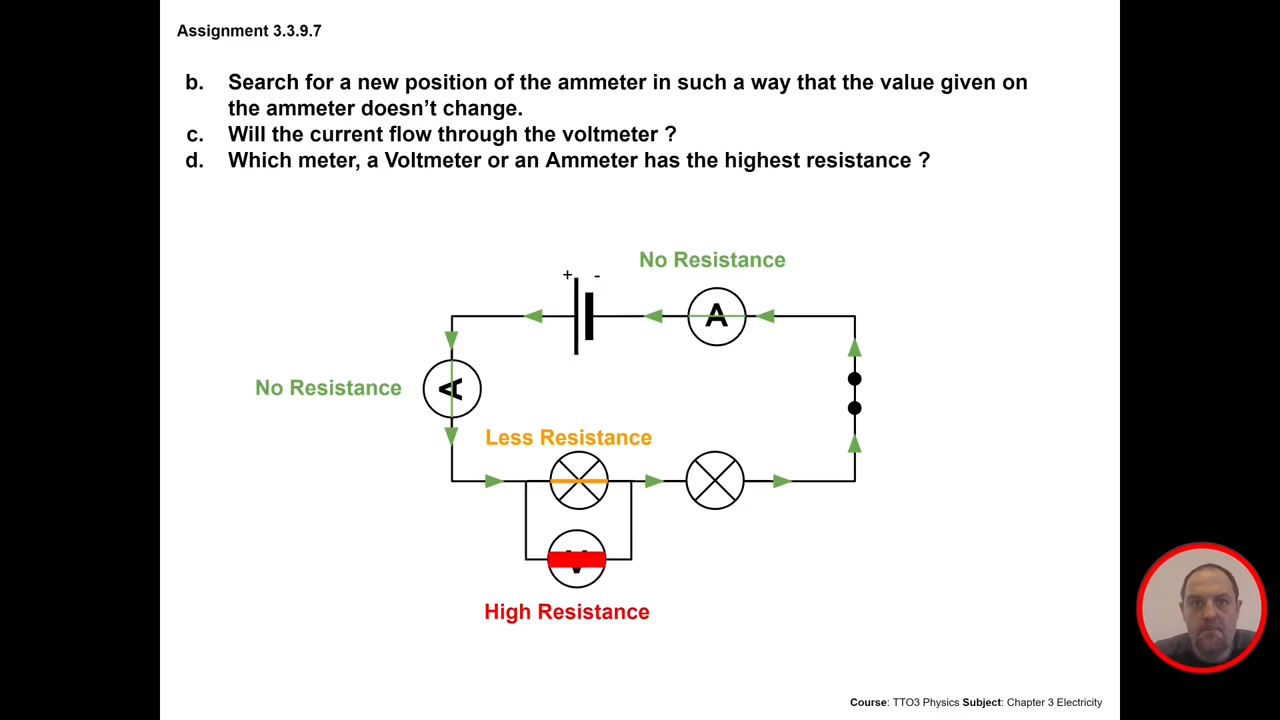 Assignment 3.3.9.7
b. Search for a new position of the ammeter in such a way that the value given on
the ammeter doesn’t change.
c. Will the current flow through the voltmeter ?
d. Which meter, a Voltmeter or an Ammeter has the highest resistance ?
No Resistance
+ -
A
No Resistance
A
Less Resistance
High Resistance
Course: TTO3 Physics Subject: Chapter 3 Electricity